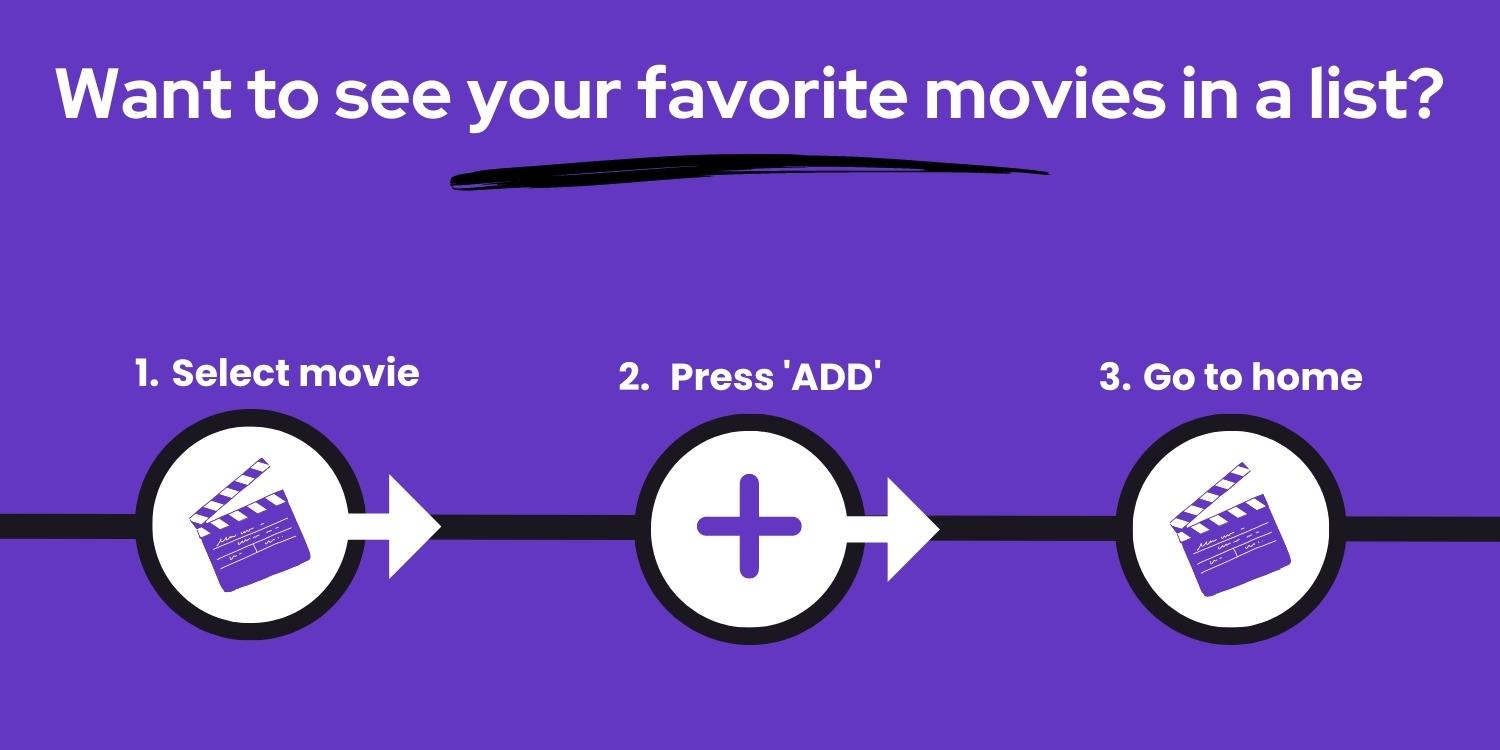 Want to see your favorite movies in a list?
1. Select movie
2. Press 'ADD'
3. Go to home